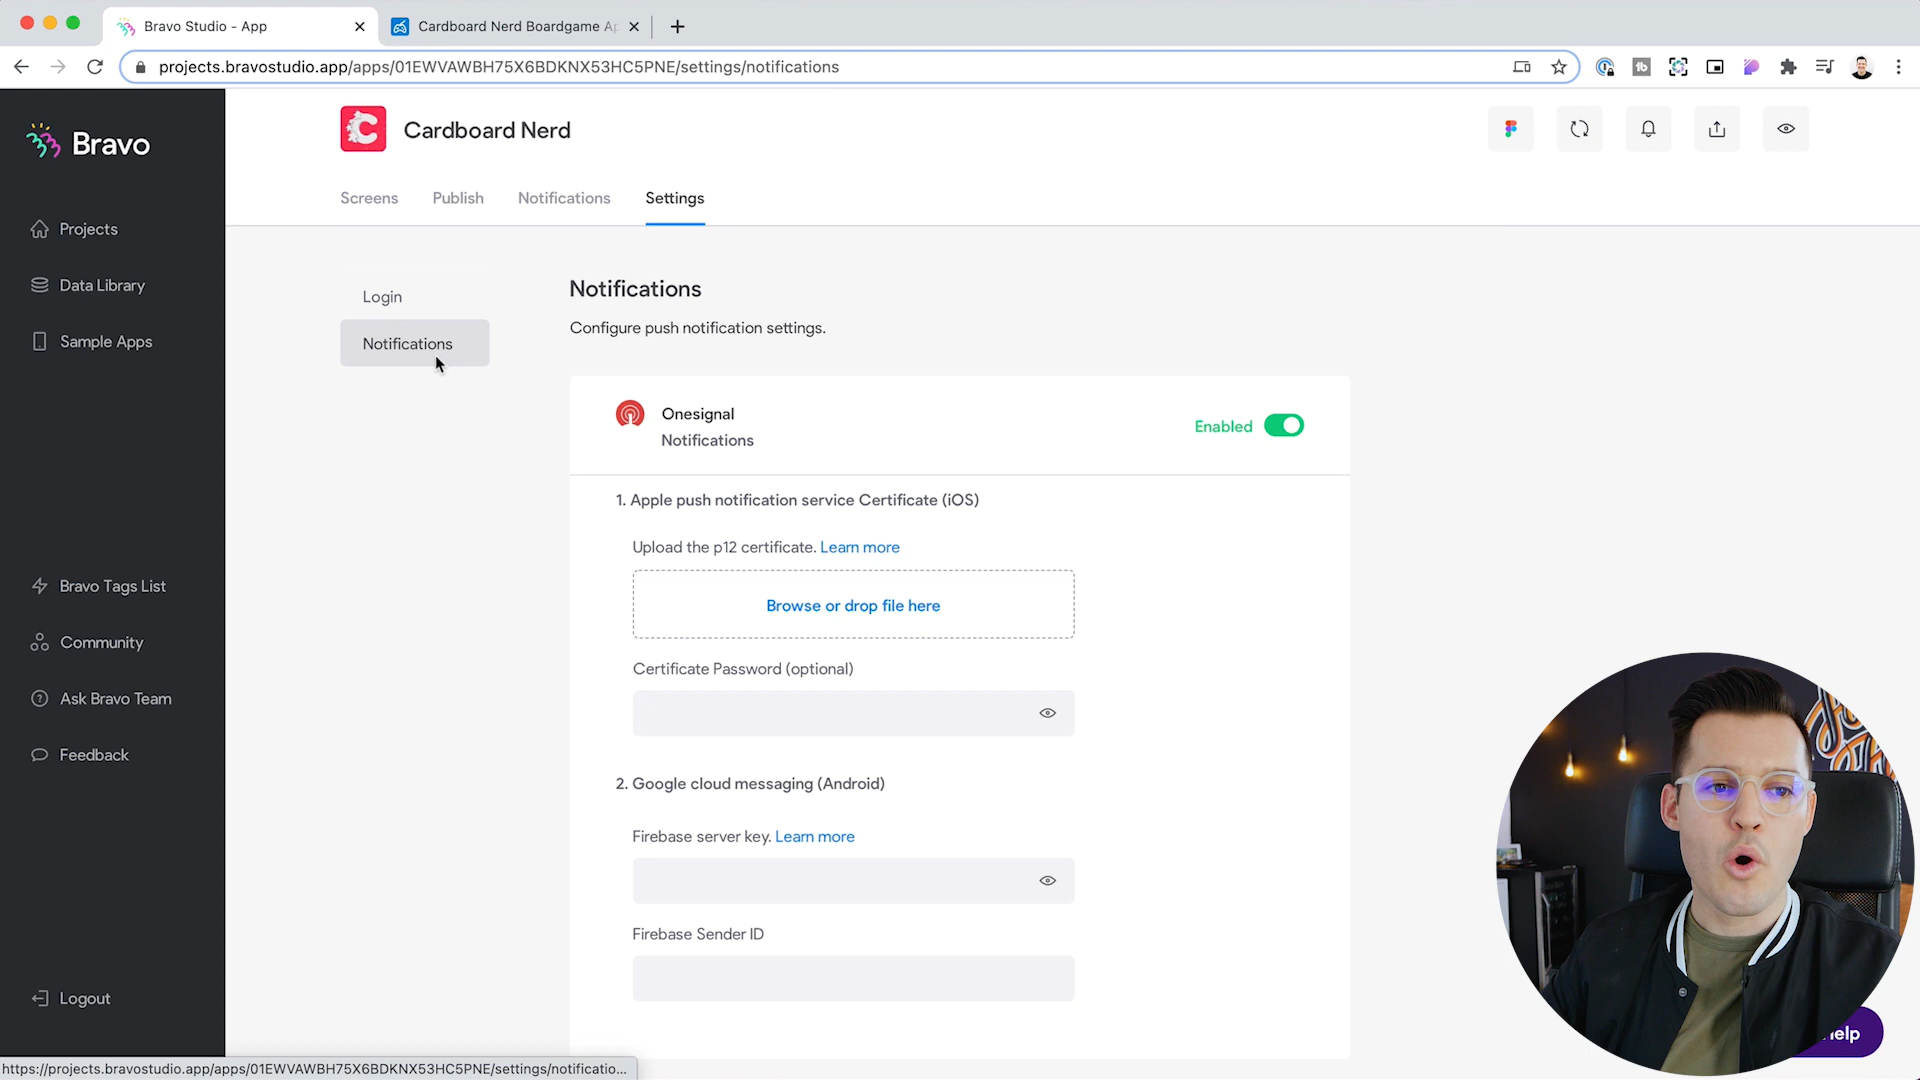 Bravo Studio - App
Cardboard Nerd Boardgame Ap
projects.bravostudio.app/apps/01EWVAWBH75X6BDKNX53HC5PNE/settings/notifications
Bravo
Cardboard Nerd
Screens
Publish
Notifications
Settings
Projects
Data Library
Sample Apps
Bravo Tags List
Community
Ask Bravo Team
Feedback
Logout
Login
Notifications
Notifications
Configure push notification settings.
Onesignal
Notifications
Enabled
1. Apple push notification service Certificate (iOS)
Upload the p12 certificate. Learn more
Browse or drop file here
Certificate Password (optional)
2. Google cloud messaging (Android)
Firebase server key. Learn more
Firebase Sender ID
https://projects.bravostudio.app/apps/01EWVAWBH75X6BDKNX53HC5PNE/settings/notificatio...